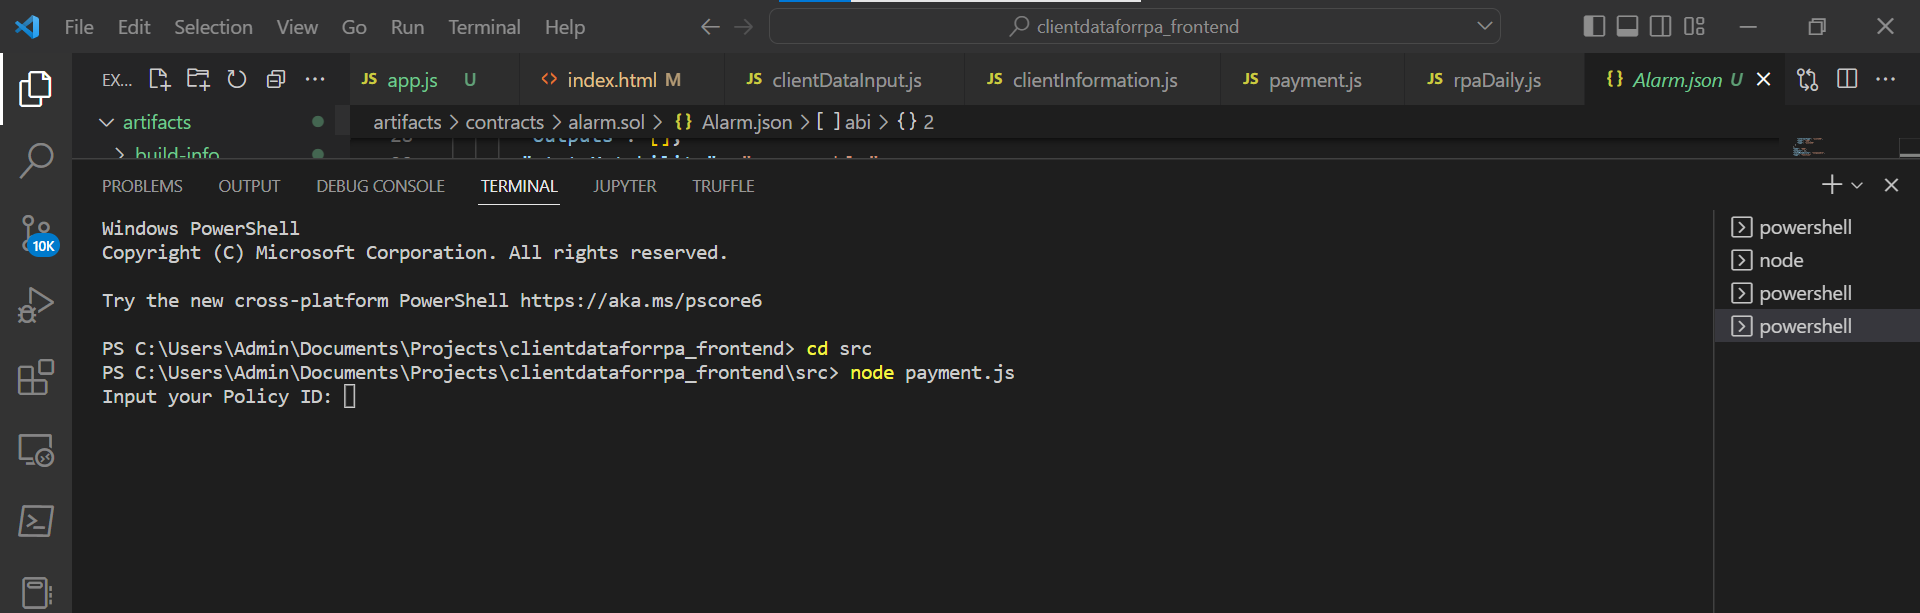 File Edit Selection View Go Run Terminal Help
clientdataforrpa_frontend
EX...
JS app.js U
<> index.html M
JS clientDataInput.js
JS clientInformation.js
JS payment.js
JS rpaDaily.js
{} Alarm.json U
artifacts
artifacts > contracts > alarm.sol > {} Alarm.json > [ ] abi > {} 2
build-info
PROBLEMS OUTPUT DEBUG CONSOLE TERMINAL JUPYTER TRUFFLE
10K
Windows PowerShell
Copyright (C) Microsoft Corporation. All rights reserved.
Try the new cross-platform PowerShell https://aka.ms/pscore6
PS C:\Users\Admin\Documents\Projects\clientdataforrpa_frontend> cd src
PS C:\Users\Admin\Documents\Projects\clientdataforrpa_frontend\src> node payment.js
Input your Policy ID:
powershell
node
powershell
powershell